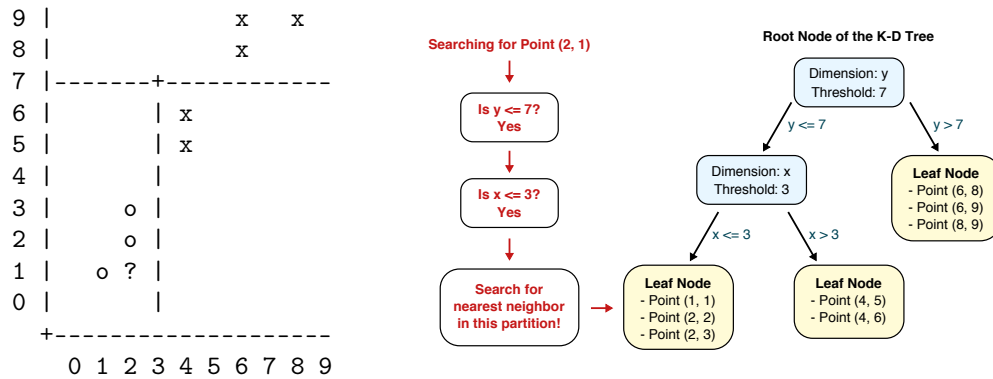 9 |             x   x
8 |             x
7 |-------+-----------
6 |       | x
5 |       | x
4 |       |
3 |     o |
2 |     o |
1 |   o ? |
0 |       |
+------------------
0 1 2 3 4 5 6 7 8 9
Searching for Point (2, 1)
Is y <= 7?
Yes
Is x <= 3?
Yes
Search for
nearest neighbor
in this partition!
Root Node of the K-D Tree
Dimension: y
Threshold: 7
y <= 7
y > 7
Dimension: x
Threshold: 3
Leaf Node
- Point (6, 8)
- Point (6, 9)
- Point (8, 9)
x <= 3
x > 3
Leaf Node
- Point (1, 1)
- Point (2, 2)
- Point (2, 3)
Leaf Node
- Point (4, 5)
- Point (4, 6)